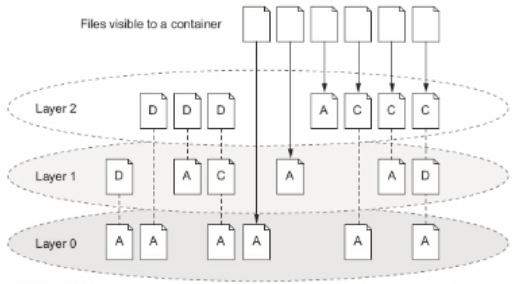 Files visible to a container
Layer 2 D D D A C C C
Layer 1 D A C A A D
Layer 0 A A A A A A